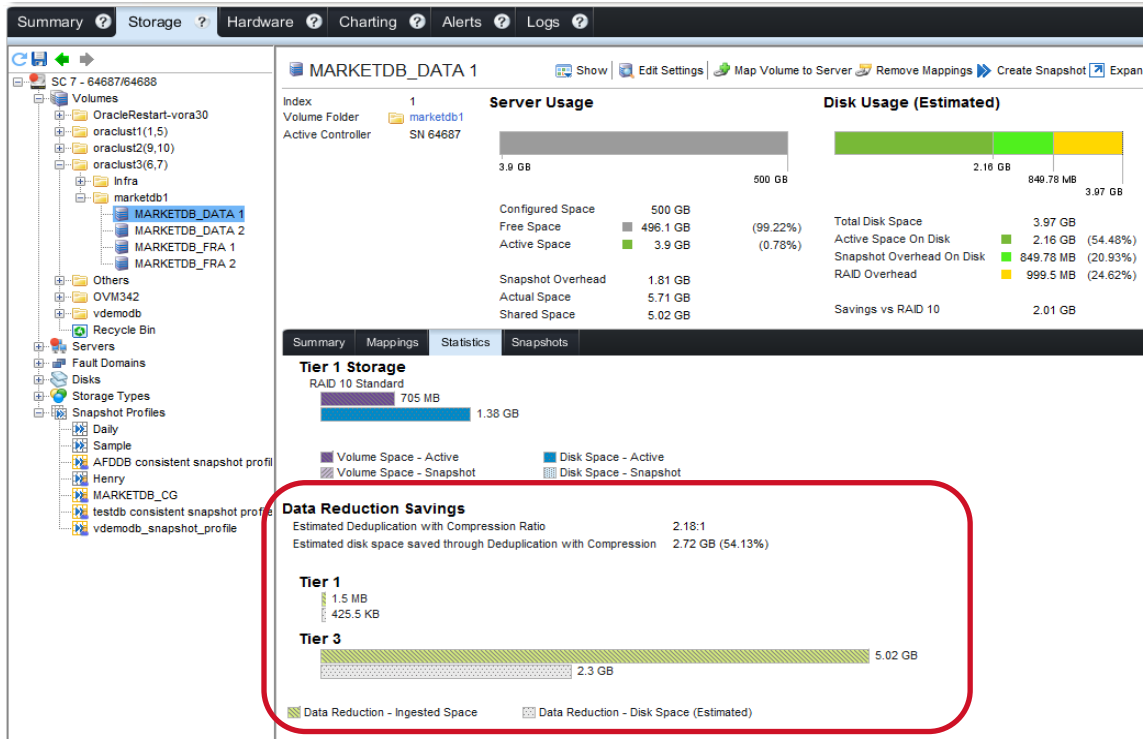 Summary ? Storage ? Hardware ? Charting ? Alerts ? Logs ?
SC 7 - 64687/64688
Volumes
OracleRestart-vora30
oraclust1(1,5)
oraclust2(9,10)
oraclust3(6,7)
Infra
marketdb1
MARKETDB_DATA 1
MARKETDB_DATA 2
MARKETDB_FRA 1
MARKETDB_FRA 2
Others
OVM342
vdemodb
Recycle Bin
Servers
Fault Domains
Disks
Storage Types
Snapshot Profiles
Daily
Sample
AFDDB consistent snapshot profil
Henry
MARKETDB_CG
testdb consistent snapshot profile
vdemodb_snapshot_profile
MARKETDB_DATA 1 Show Edit Settings Map Volume to Server Remove Mappings Create Snapshot Expan
Index 1
Volume Folder marketdb1
Active Controller SN 64687
Server Usage
3.9 GB
500 GB
Configured Space 500 GB
Free Space 496.1 GB (99.22%)
Active Space 3.9 GB (0.78%)
Snapshot Overhead 1.81 GB
Actual Space 5.71 GB
Shared Space 5.02 GB
Disk Usage (Estimated)
2.16 GB
849.78 MB
3.97 GB
Total Disk Space 3.97 GB
Active Space On Disk 2.16 GB (54.48%)
Snapshot Overhead On Disk 849.78 MB (20.93%)
RAID Overhead 999.5 MB (24.62%)
Savings vs RAID 10 2.01 GB
Summary Mappings Statistics Snapshots
Tier 1 Storage
RAID 10 Standard
705 MB
1.38 GB
Volume Space - Active Disk Space - Active
Volume Space - Snapshot Disk Space - Snapshot
Data Reduction Savings
Estimated Deduplication with Compression Ratio 2.18:1
Estimated disk space saved through Deduplication with Compression 2.72 GB (54.13%)
Tier 1
1.5 MB
425.5 KB
Tier 3
5.02 GB
2.3 GB
Data Reduction - Ingested Space Data Reduction - Disk Space (Estimated)